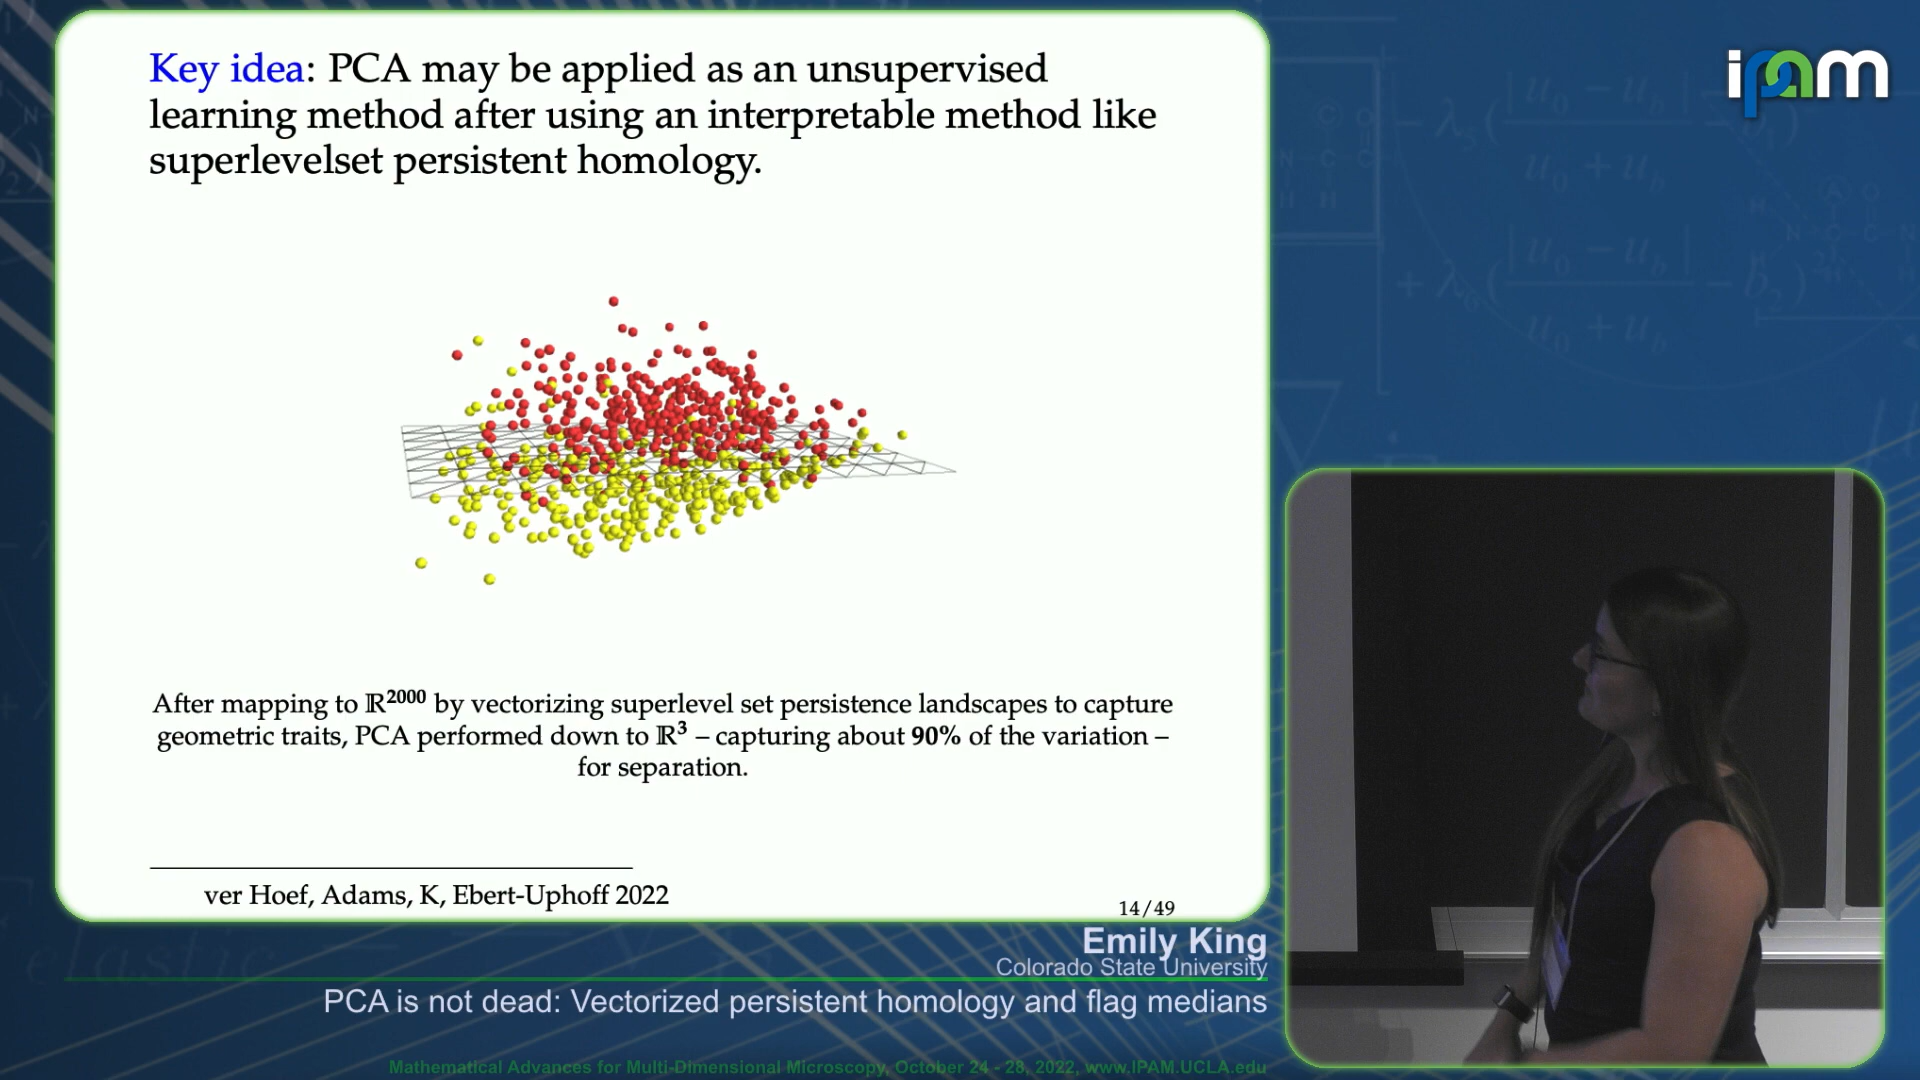 Key idea: PCA may be applied as an unsupervised
learning method after using an interpretable method like
superlevelset persistent homology.
After mapping to ℝ²⁰⁰⁰ by vectorizing superlevel set persistence landscapes to capture
geometric traits, PCA performed down to ℝ³ – capturing about 90% of the variation –
for separation.
ver Hoef, Adams, K, Ebert-Uphoff 2022
14/49
ipam
Emily King
Colorado State University
PCA is not dead: Vectorized persistent homology and flag medians
Mathematical Advances for Multi-Dimensional Microscopy, October 24 - 28, 2022, www.IPAM.UCLA.edu